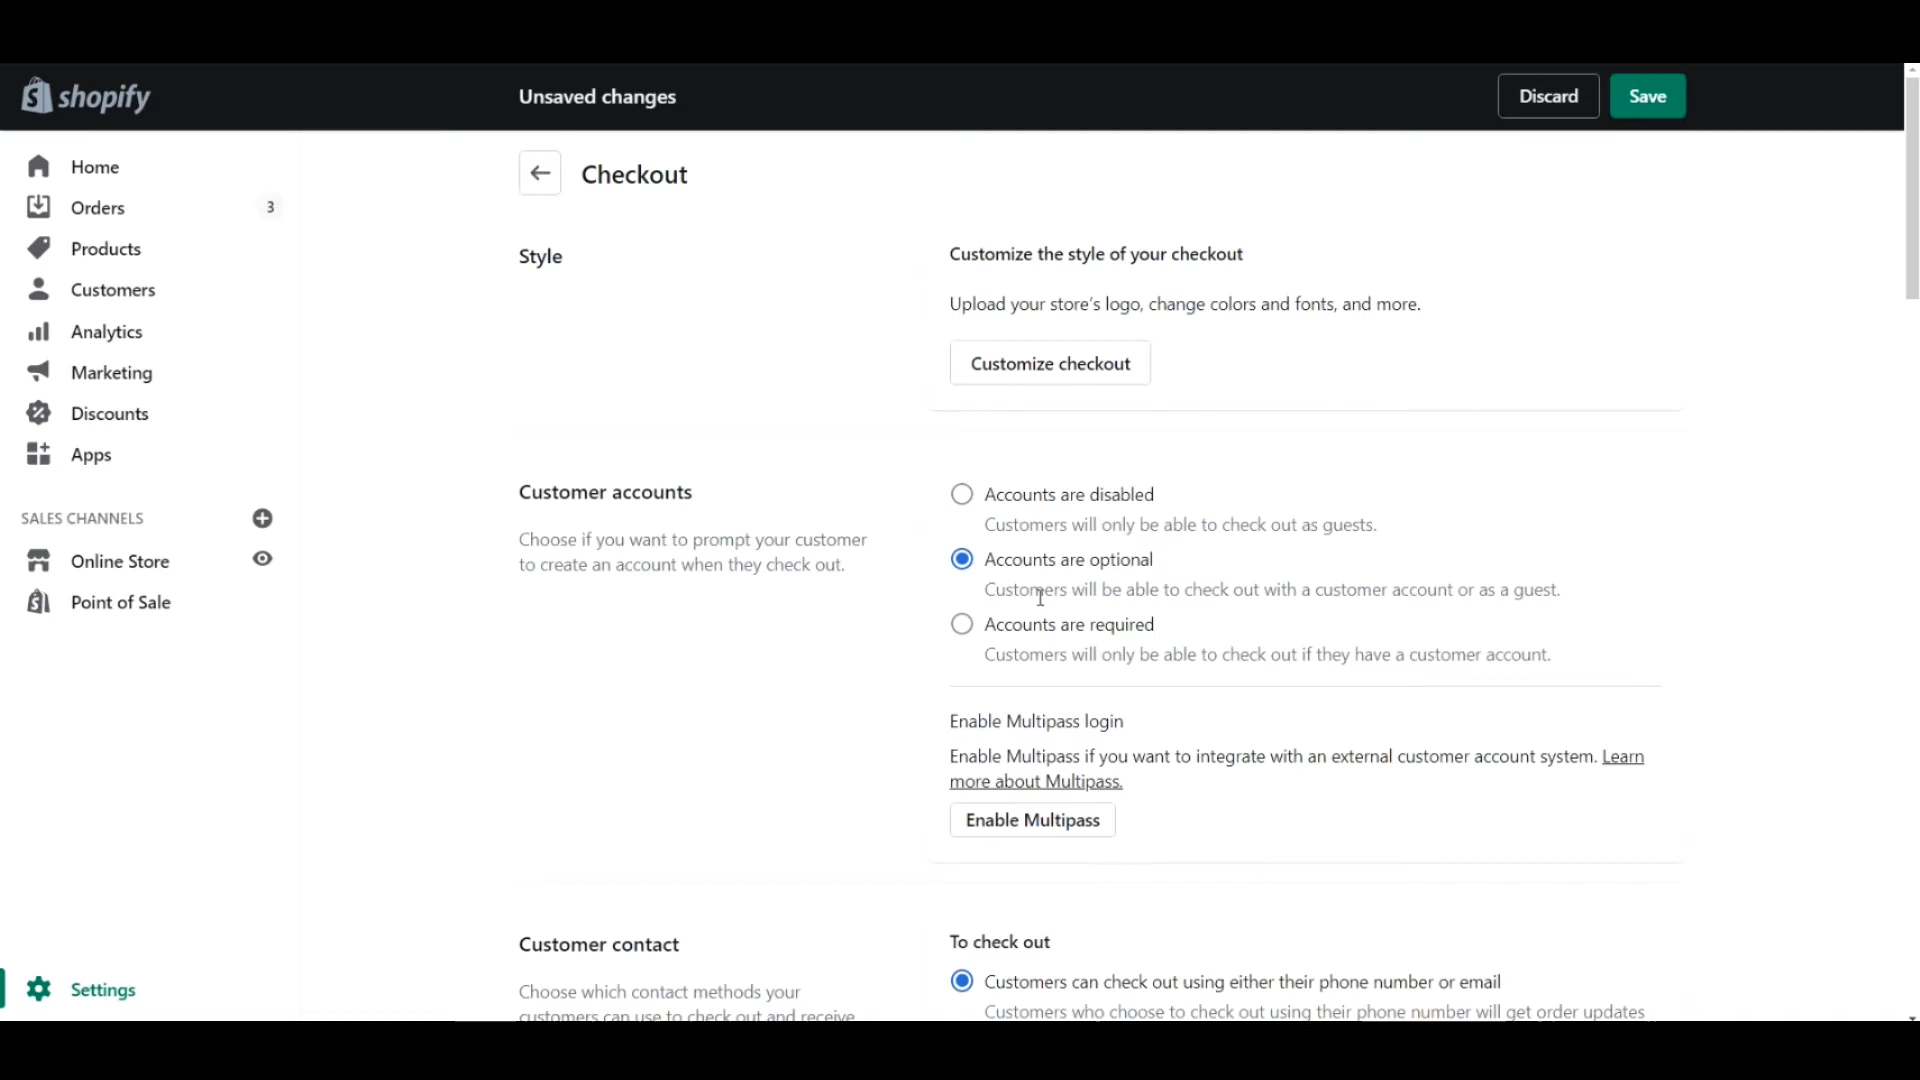 shopify
Unsaved changes
Discard
Save
Home
Orders
3
Products
Customers
Analytics
Marketing
Discounts
Apps
SALES CHANNELS
Online Store
Point of Sale
Settings
Checkout
Style
Customize the style of your checkout
Upload your store's logo, change colors and fonts, and more.
Customize checkout
Customer accounts
Choose if you want to prompt your customer
to create an account when they check out.
Accounts are disabled
Customers will only be able to check out as guests.
Accounts are optional
Customers will be able to check out with a customer account or as a guest.
Accounts are required
Customers will only be able to check out if they have a customer account.
Enable Multipass login
Enable Multipass if you want to integrate with an external customer account system. Learn
more about Multipass.
Enable Multipass
Customer contact
Choose which contact methods your
customers can use to check out and receive
To check out
Customers can check out using either their phone number or email
Customers who choose to check out using their phone number will get order updates